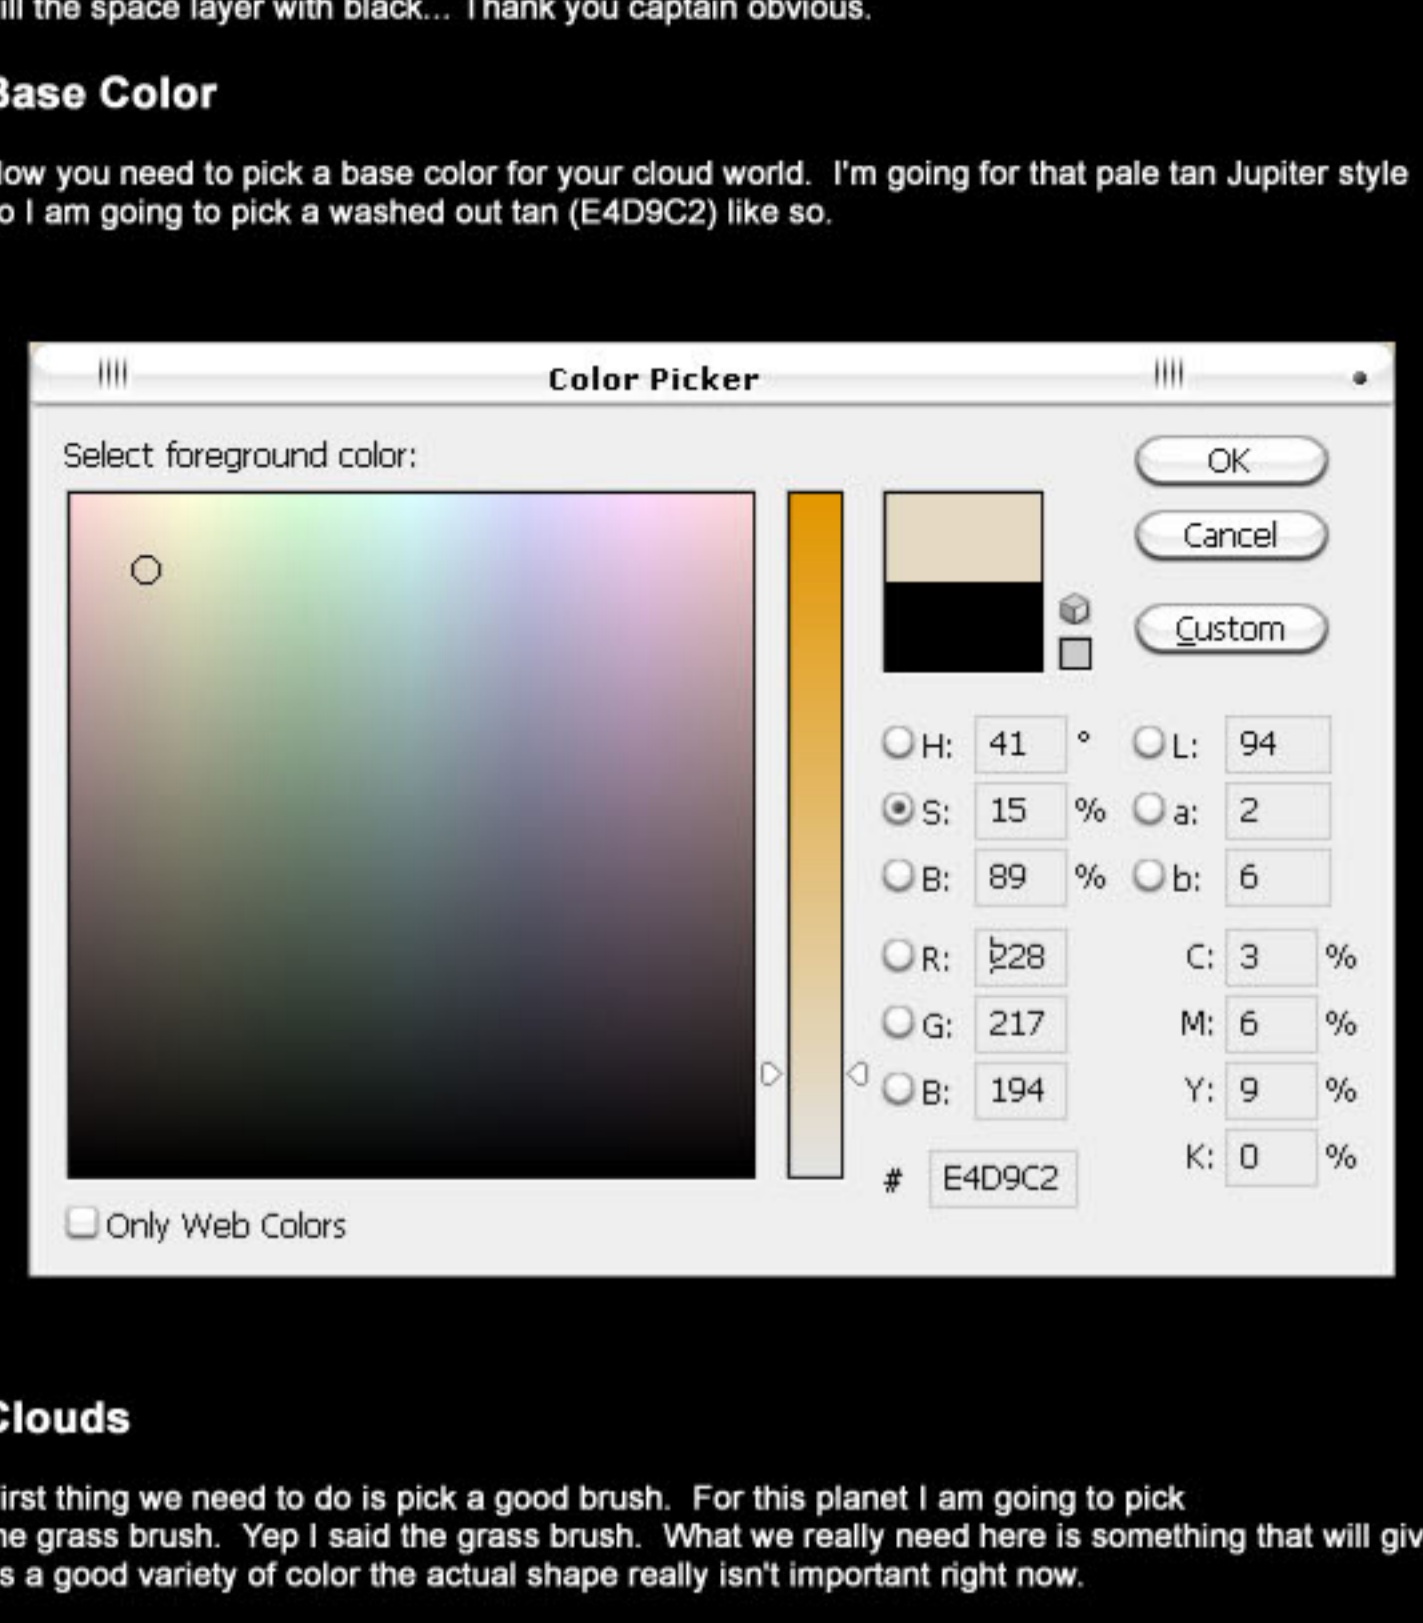 ill the space layer with black... Thank you captain obvious.
Base Color
Now you need to pick a base color for your cloud world.  I'm going for that pale tan Jupiter style
o I am going to pick a washed out tan (E4D9C2) like so.
Color Picker
Select foreground color:
OK
Cancel
Custom
H: 41 ° L: 94
S: 15 % a: 2
B: 89 % b: 6
R: 228 C: 3 %
G: 217 M: 6 %
B: 194 Y: 9 %
K: 0 %
# E4D9C2
Only Web Colors
Clouds
irst thing we need to do is pick a good brush.  For this planet I am going to pick
he grass brush.  Yep I said the grass brush.  What we really need here is something that will giv
s a good variety of color the actual shape really isn't important right now.